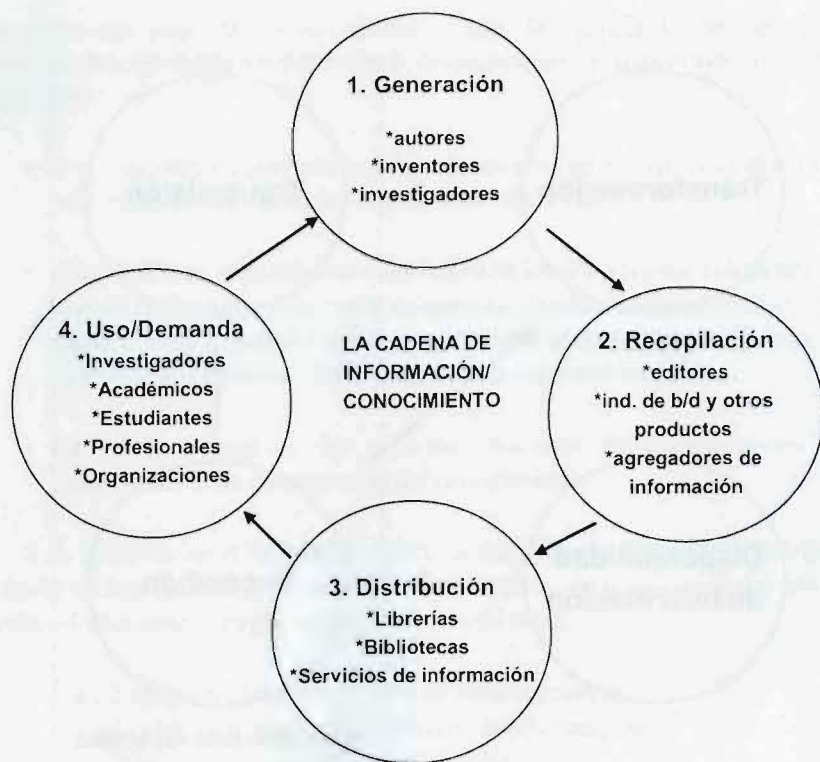 1. Generación
*autores
*inventores
*investigadores
4. Uso/Demanda
*Investigadores
*Académicos
*Estudiantes
*Profesionales
*Organizaciones
LA CADENA DE
INFORMACIÓN/
CONOCIMIENTO
2. Recopilación
*editores
*ind. de b/d y otros
productos
*agregadores de
información
3. Distribución
*Librerías
*Bibliotecas
*Servicios de información